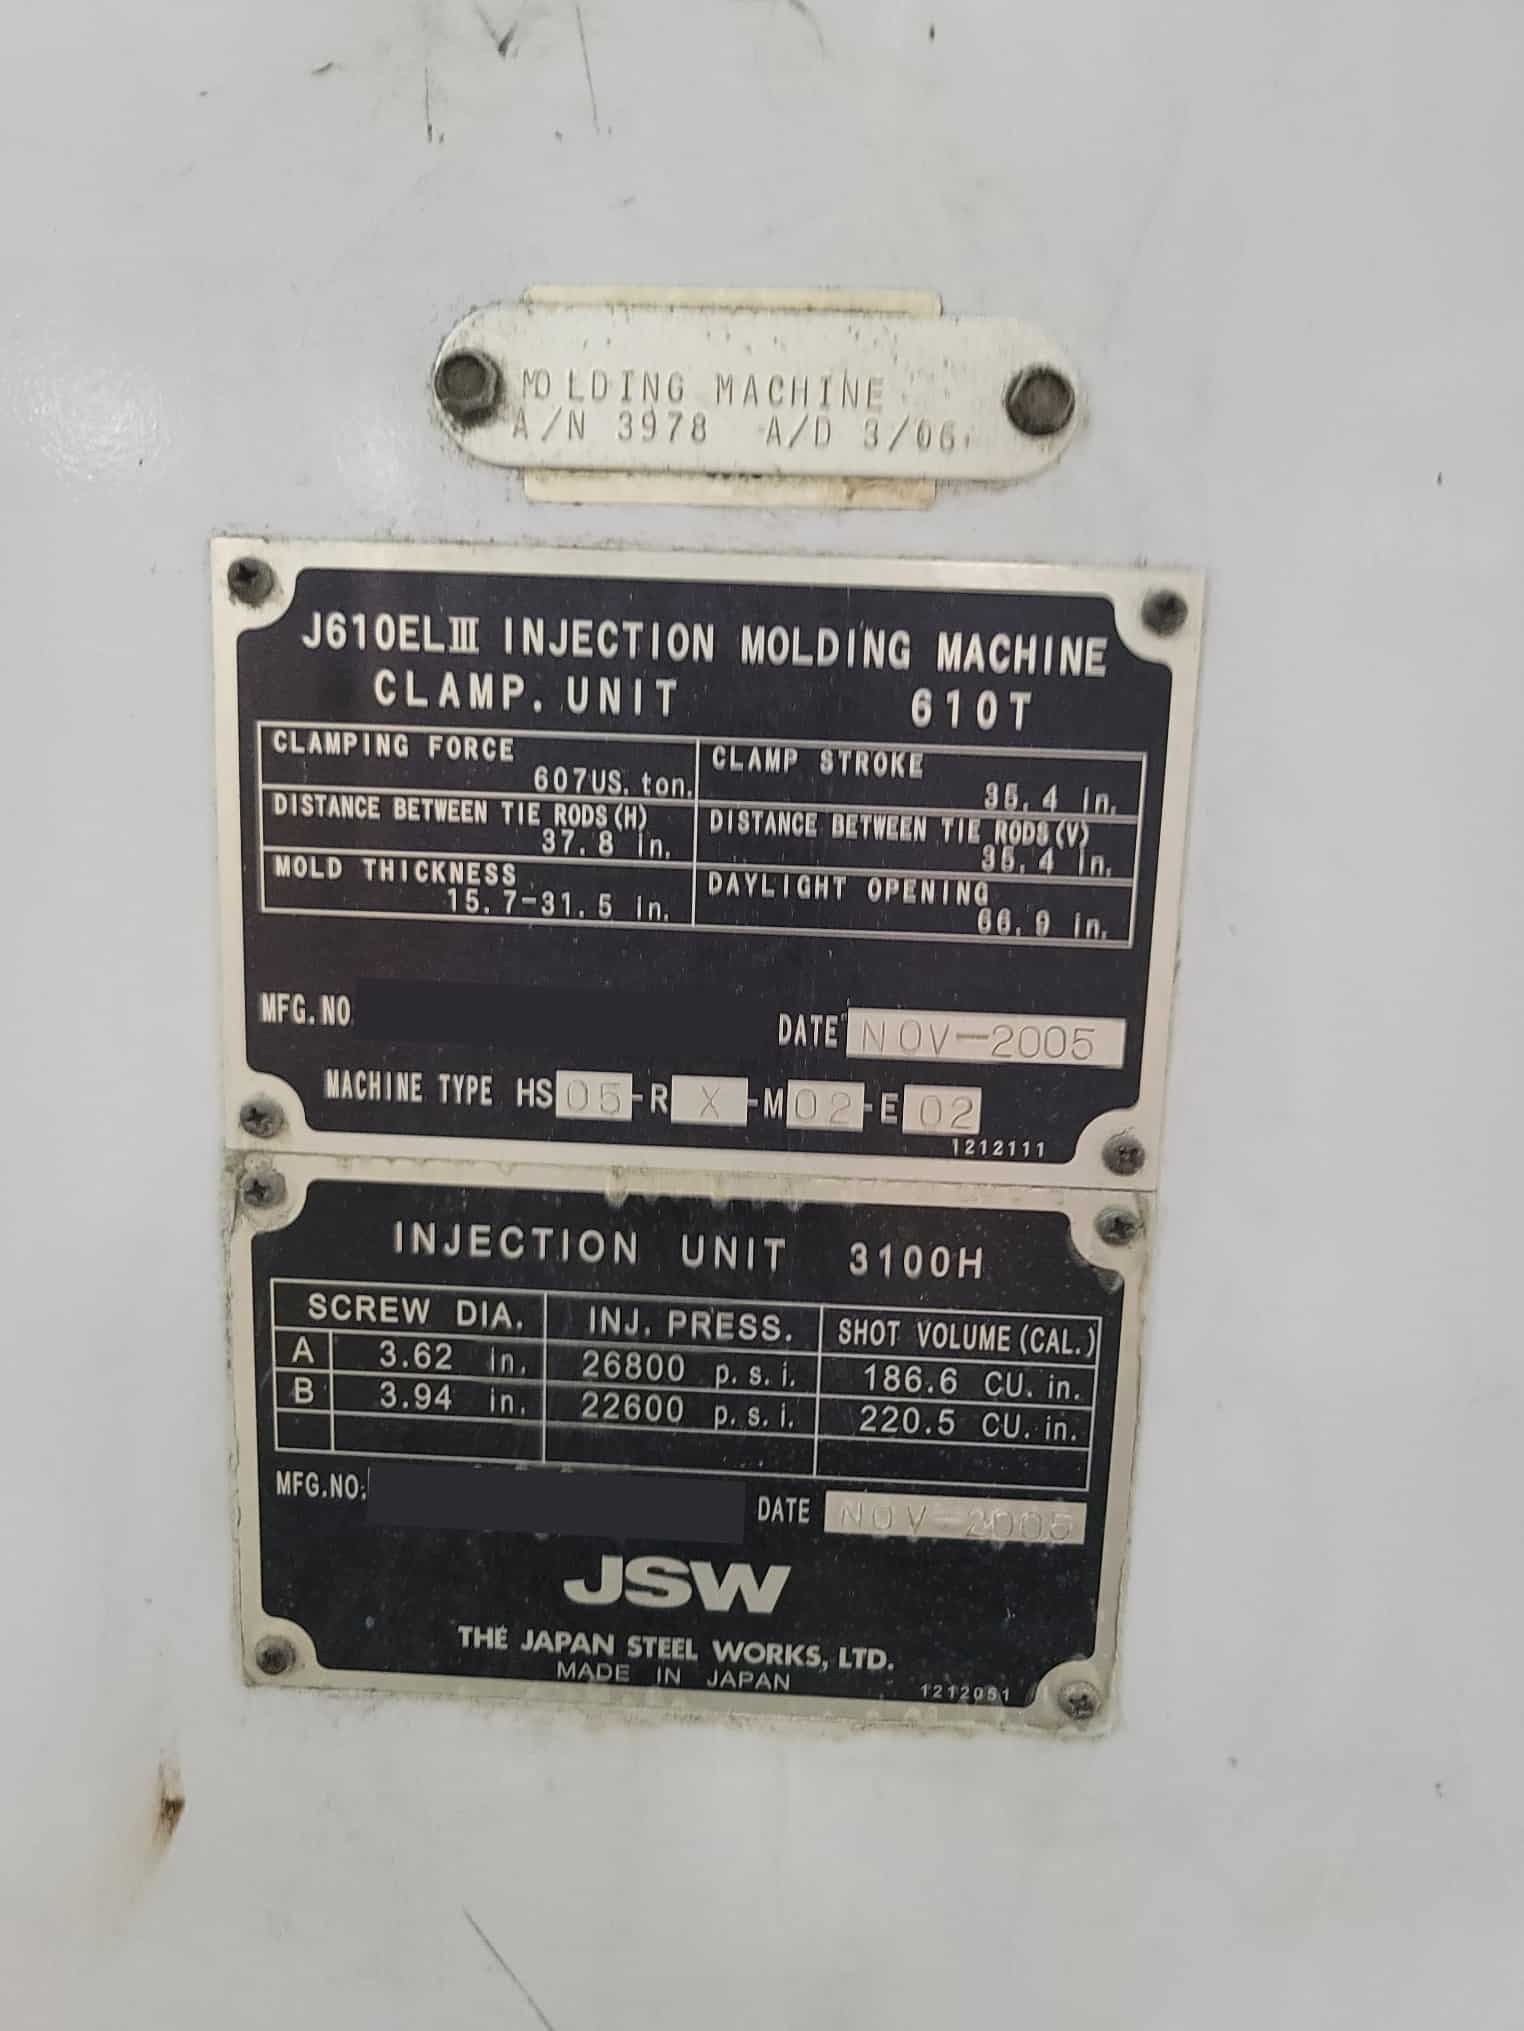 MOLDING MACHINE
A/N 3978 A/D 3/06
J610ELⅢ INJECTION MOLDING MACHINE
CLAMP. UNIT 610T
CLAMPING FORCE 607US. ton.
CLAMP STROKE 35.4 in.
DISTANCE BETWEEN TIE RODS(H) 37.8 in.
DISTANCE BETWEEN TIE RODS(V) 35.4 in.
MOLD THICKNESS 15.7-31.5 in.
DAYLIGHT OPENING 66.9 in.
MFG.NO DATE NOV-2005
MACHINE TYPE HS 05-R X-M 02-E 02
1212111
INJECTION UNIT 3100H
SCREW DIA. INJ. PRESS. SHOT VOLUME(CAL.)
A 3.62 in. 26800 p.s.i. 186.6 CU. in.
B 3.94 in. 22600 p.s.i. 220.5 CU. in.
MFG.NO. DATE NOV-2005
JSW
THE JAPAN STEEL WORKS, LTD.
MADE IN JAPAN
1212051